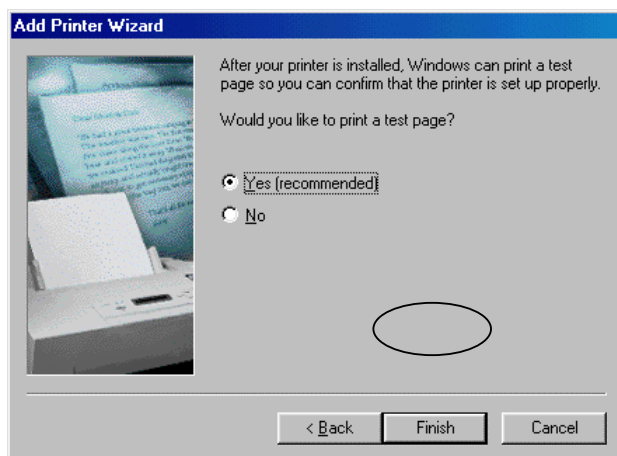 Add Printer Wizard
After your printer is installed, Windows can print a test
page so you can confirm that the printer is set up properly.
Would you like to print a test page?
Yes (recommended)
No
< Back
Finish
Cancel